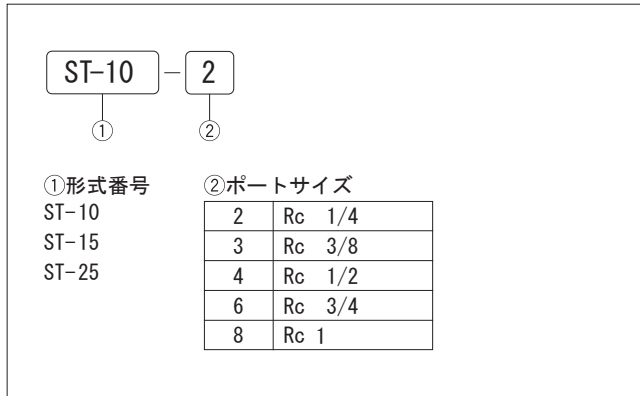 ST-10 - 2
① ②
①形式番号
ST-10
ST-15
ST-25
②ポートサイズ
2 Rc 1/4
3 Rc 3/8
4 Rc 1/2
6 Rc 3/4
8 Rc 1